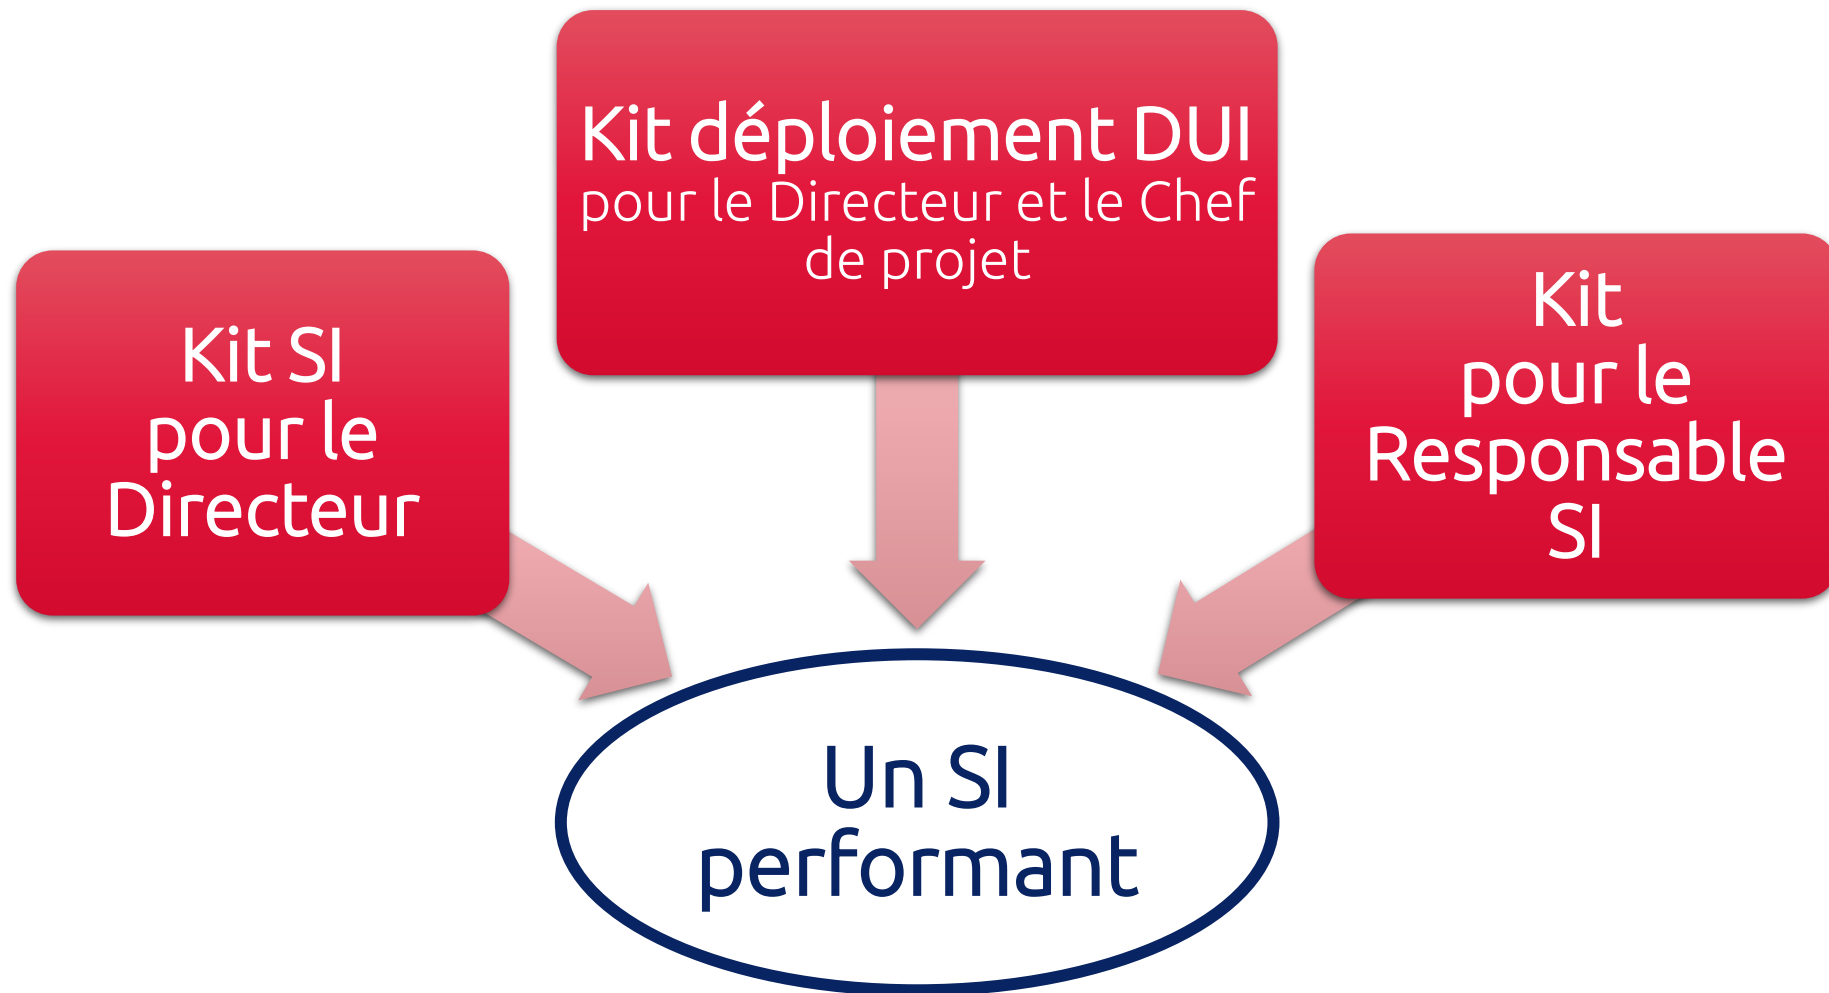 Kit déploiement DUI
pour le Directeur et le Chef
de projet
Kit SI
pour le
Directeur
Kit
pour le
Responsable
SI
Un SI
performant